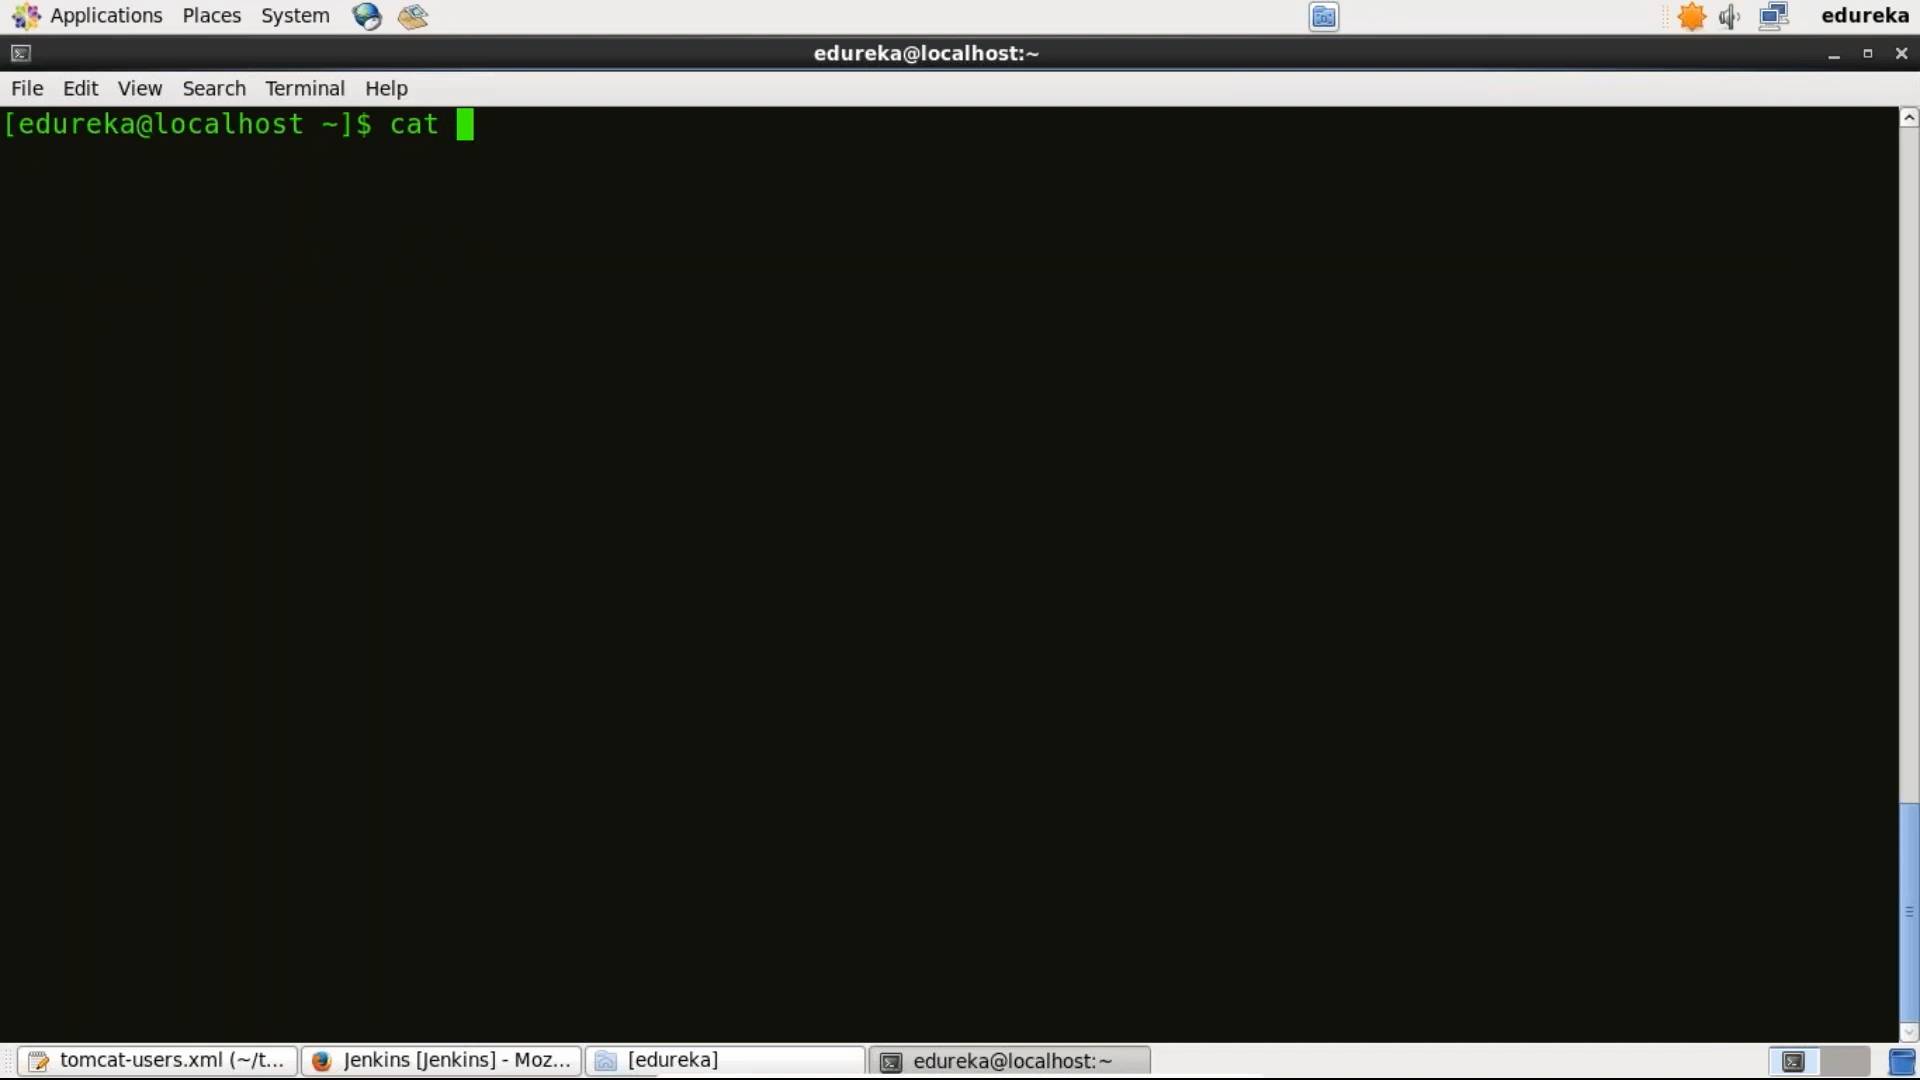 Applications Places System edureka
edureka@localhost:~
File Edit View Search Terminal Help
[edureka@localhost ~]$ cat
tomcat-users.xml (~/t... Jenkins [Jenkins] - Moz... [edureka] edureka@localhost:~